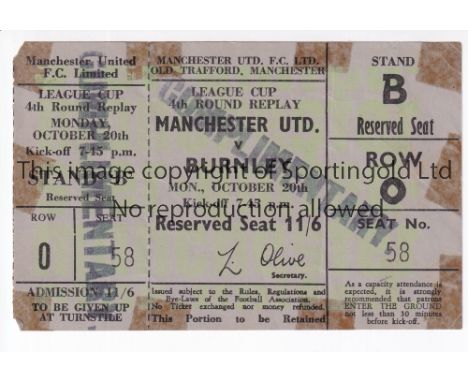 Manchester United
F.C. Limited
LEAGUE CUP
4th Round Replay
MONDAY,
OCTOBER 20th
Kick-off 7-45 p.m.
STAND B
Reserved Seat
ROW SEAT
O 58
ADMISSION 11/6
TO BE GIVEN UP
AT TURNSTILE
COMPLIMENTARY
MANCHESTER UTD. F.C. LTD.
OLD TRAFFORD, MANCHESTER
LEAGUE CUP
4th ROUND REPLAY
MANCHESTER UTD.
v
BURNLEY
MON., OCTOBER 20th
Kick-off 7-45 p.m.
Reserved Seat 11/6
L. Olive
Secretary.
Issued subject to the Rules, Regulations and
Bye-Laws of the Football Association.
No Ticket exchanged nor money refunded.
This Portion to be Retained
COMPLIMENTARY
STAND
B
Reserved Seat
ROW
O
SEAT No.
58
As a capacity attendance is
expected, it is strongly
recommended that patrons
ENTER THE GROUND
not less than 30 minutes
before kick-off.
This image is copyright of Sportingold Ltd
No reproduction allowed